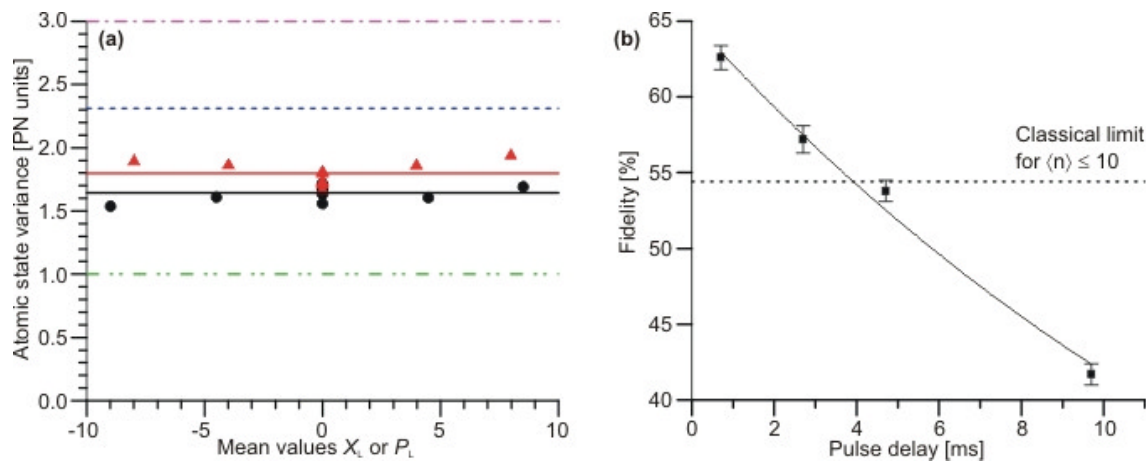 (a)
Atomic state variance [PN units]
3.0
2.5
2.0
1.5
1.0
0.5
0.0
-10 -5 0 5 10
Mean values X_L or P_L
(b)
Fidelity [%]
65
60
55
50
45
40
Classical limit
for ⟨n⟩ ≤ 10
0 2 4 6 8 10
Pulse delay [ms]